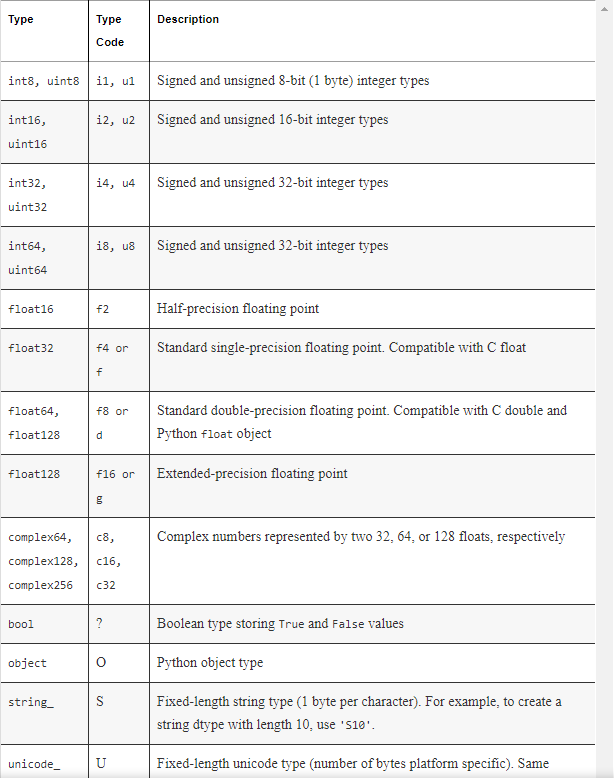 Type Type Description
Code
int8, uint8 i1, u1 Signed and unsigned 8-bit (1 byte) integer types
int16, i2, u2 Signed and unsigned 16-bit integer types
uint16
int32, i4, u4 Signed and unsigned 32-bit integer types
uint32
int64, i8, u8 Signed and unsigned 32-bit integer types
uint64
float16 f2 Half-precision floating point
float32 f4 or Standard single-precision floating point. Compatible with C float
f
float64, f8 or Standard double-precision floating point. Compatible with C double and
float128 d Python float object
float128 f16 or Extended-precision floating point
g
complex64, c8, Complex numbers represented by two 32, 64, or 128 floats, respectively
complex128, c16,
complex256 c32
bool ? Boolean type storing True and False values
object O Python object type
string_ S Fixed-length string type (1 byte per character). For example, to create a
string dtype with length 10, use 'S10'.
unicode_ U Fixed-length unicode type (number of bytes platform specific). Same